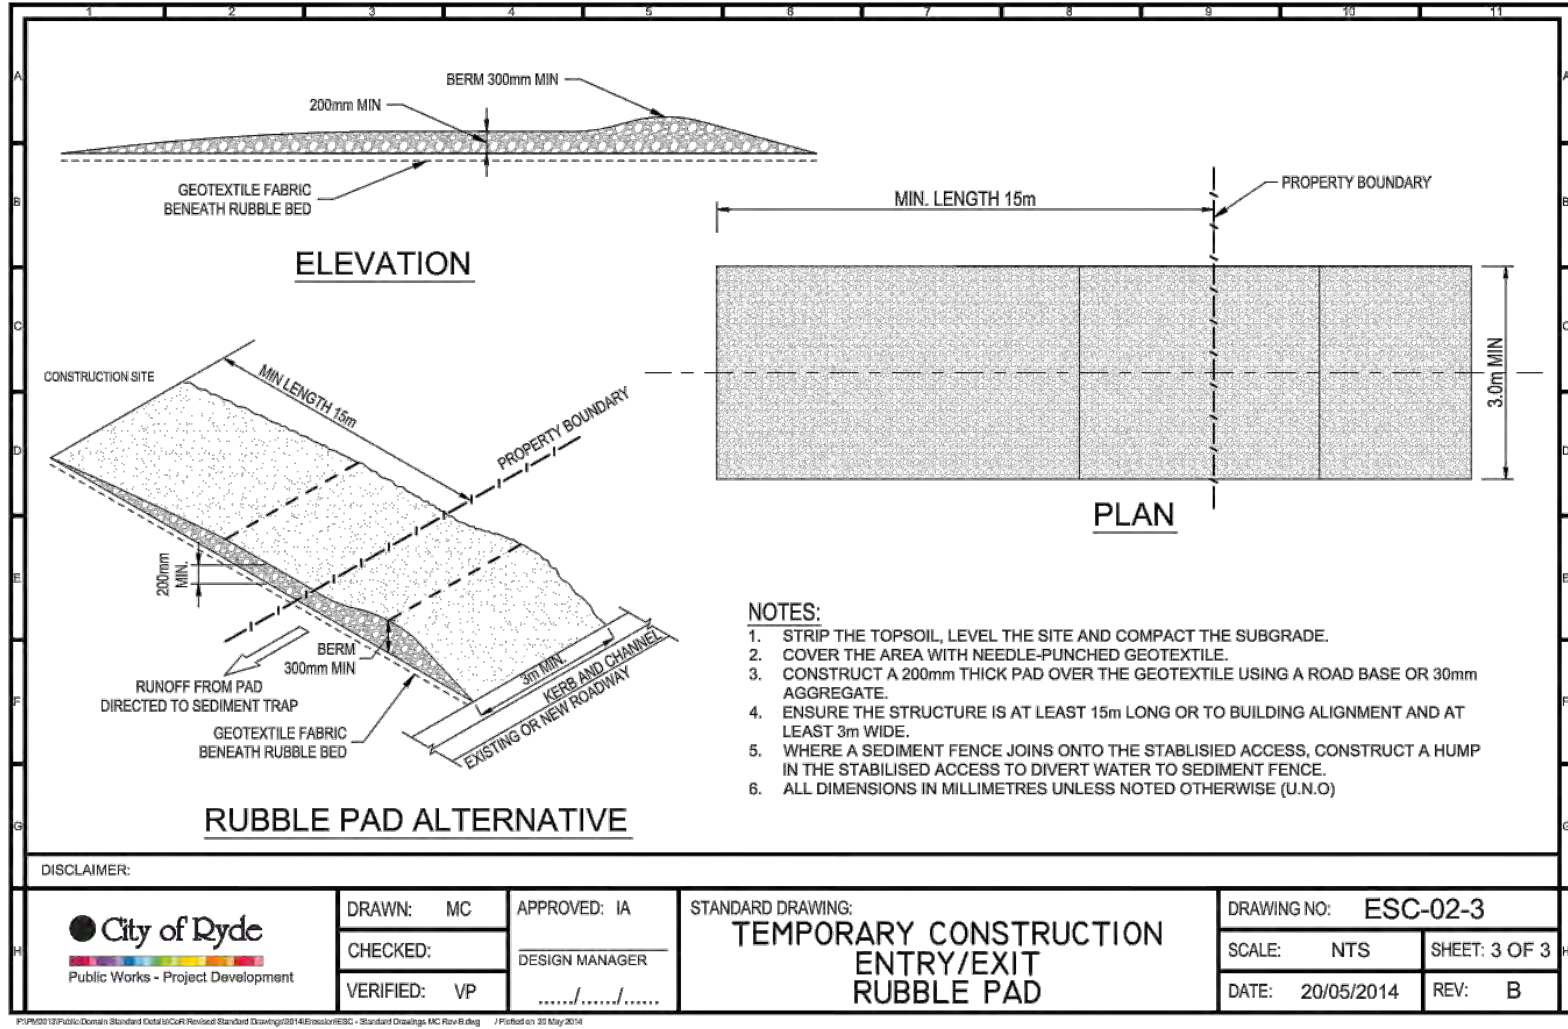 1 2 3 4 5 6 7 8 9 10 11
A
B
C
D
E
F
G
H
BERM 300mm MIN
200mm MIN
GEOTEXTILE FABRIC
BENEATH RUBBLE BED
ELEVATION
MIN. LENGTH 15m
PROPERTY BOUNDARY
3.0m MIN
PLAN
CONSTRUCTION SITE
MIN LENGTH 15m
PROPERTY BOUNDARY
200mm
MIN.
BERM
300mm MIN
RUNOFF FROM PAD
DIRECTED TO SEDIMENT TRAP
GEOTEXTILE FABRIC
BENEATH RUBBLE BED
3m MIN.
KERB AND CHANNEL
EXISTING OR NEW ROADWAY
RUBBLE PAD ALTERNATIVE
NOTES:
1. STRIP THE TOPSOIL, LEVEL THE SITE AND COMPACT THE SUBGRADE.
2. COVER THE AREA WITH NEEDLE-PUNCHED GEOTEXTILE.
3. CONSTRUCT A 200mm THICK PAD OVER THE GEOTEXTILE USING A ROAD BASE OR 30mm
AGGREGATE.
4. ENSURE THE STRUCTURE IS AT LEAST 15m LONG OR TO BUILDING ALIGNMENT AND AT
LEAST 3m WIDE.
5. WHERE A SEDIMENT FENCE JOINS ONTO THE STABLISIED ACCESS, CONSTRUCT A HUMP
IN THE STABILISED ACCESS TO DIVERT WATER TO SEDIMENT FENCE.
6. ALL DIMENSIONS IN MILLIMETRES UNLESS NOTED OTHERWISE (U.N.O)
DISCLAIMER:
City of Ryde
Public Works - Project Development
DRAWN: MC
CHECKED:
VERIFIED: VP
APPROVED: IA
DESIGN MANAGER
....../....../......
STANDARD DRAWING:
TEMPORARY CONSTRUCTION
ENTRY/EXIT
RUBBLE PAD
DRAWING NO: ESC-02-3
SCALE: NTS
SHEET: 3 OF 3
DATE: 20/05/2014
REV: B
/ Plotted on 20 May 2014